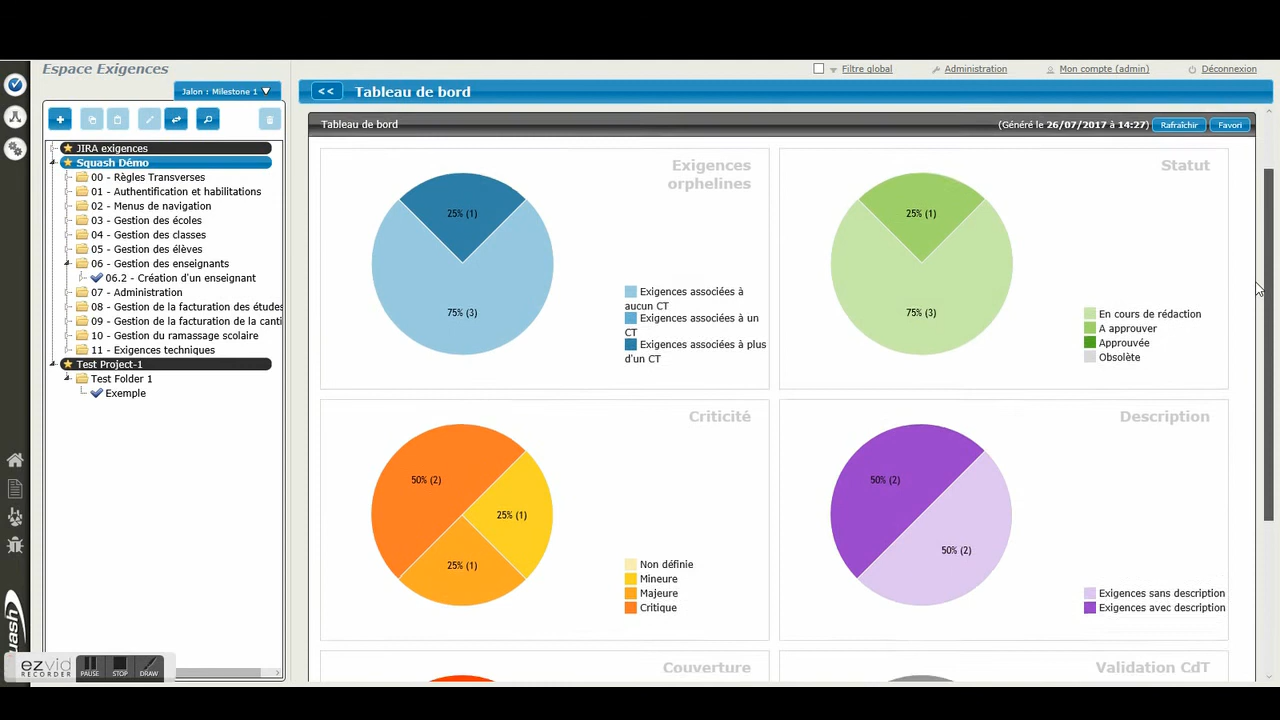 Espace Exigences
Filtre global
Administration
Mon compte (admin)
Déconnexion
Jalon : Milestone 1
<<
Tableau de bord
Tableau de bord
(Généré le 26/07/2017 à 14:27)
Rafraîchir
Favori
JIRA exigences
Squash Démo
00 - Règles Transverses
01 - Authentification et habilitations
02 - Menus de navigation
03 - Gestion des écoles
04 - Gestion des classes
05 - Gestion des élèves
06 - Gestion des enseignants
06.2 - Création d'un enseignant
07 - Administration
08 - Gestion de la facturation des études
09 - Gestion de la facturation de la canti
10 - Gestion du ramassage scolaire
11 - Exigences techniques
Test Project-1
Test Folder 1
Exemple
Exigences
orphelines
25% (1)
75% (3)
Exigences associées à
aucun CT
Exigences associées à un
CT
Exigences associées à plus
d'un CT
Statut
25% (1)
75% (3)
En cours de rédaction
A approuver
Approuvée
Obsolète
Criticité
50% (2)
25% (1)
25% (1)
Non définie
Mineure
Majeure
Critique
Description
50% (2)
50% (2)
Exigences sans description
Exigences avec description
Couverture
Validation CdT
squash
ezvid
RECORDER
PAUSE
STOP
DRAW